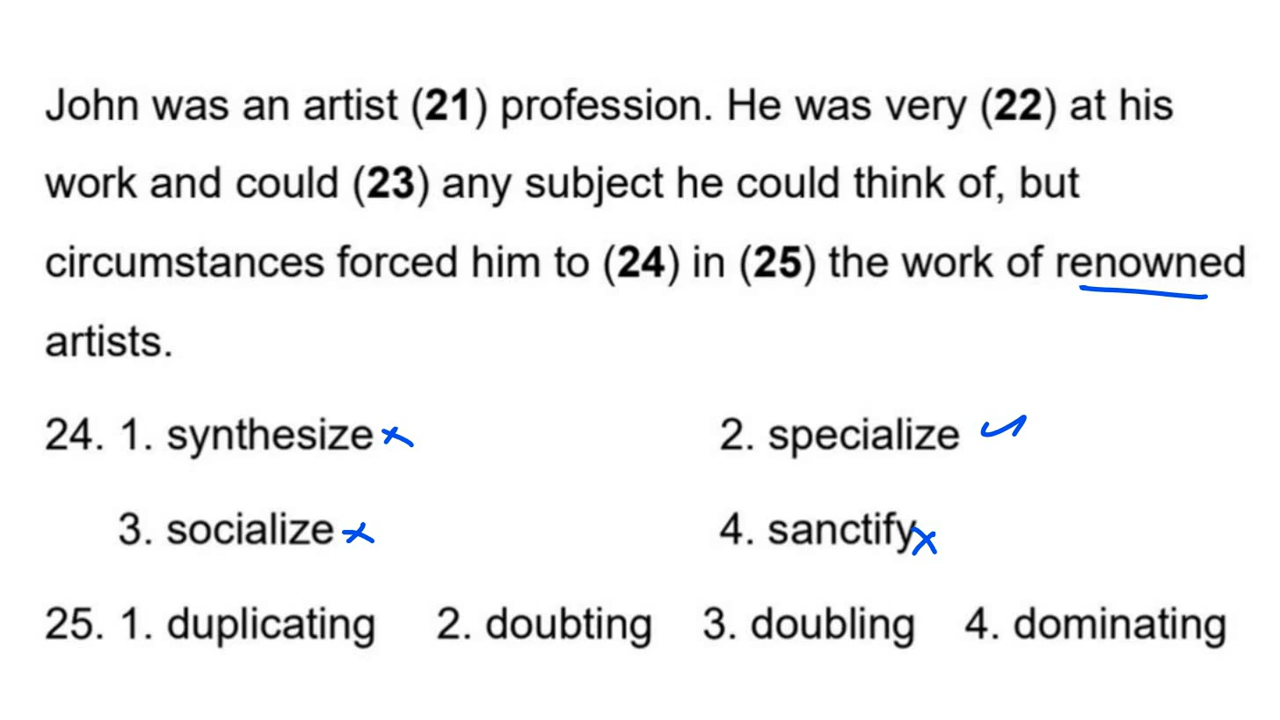 John was an artist (21) profession. He was very (22) at his
work and could (23) any subject he could think of, but
circumstances forced him to (24) in (25) the work of renowned
artists.
24. 1. synthesize 2. specialize
3. socialize 4. sanctify
25. 1. duplicating 2. doubting 3. doubling 4. dominating